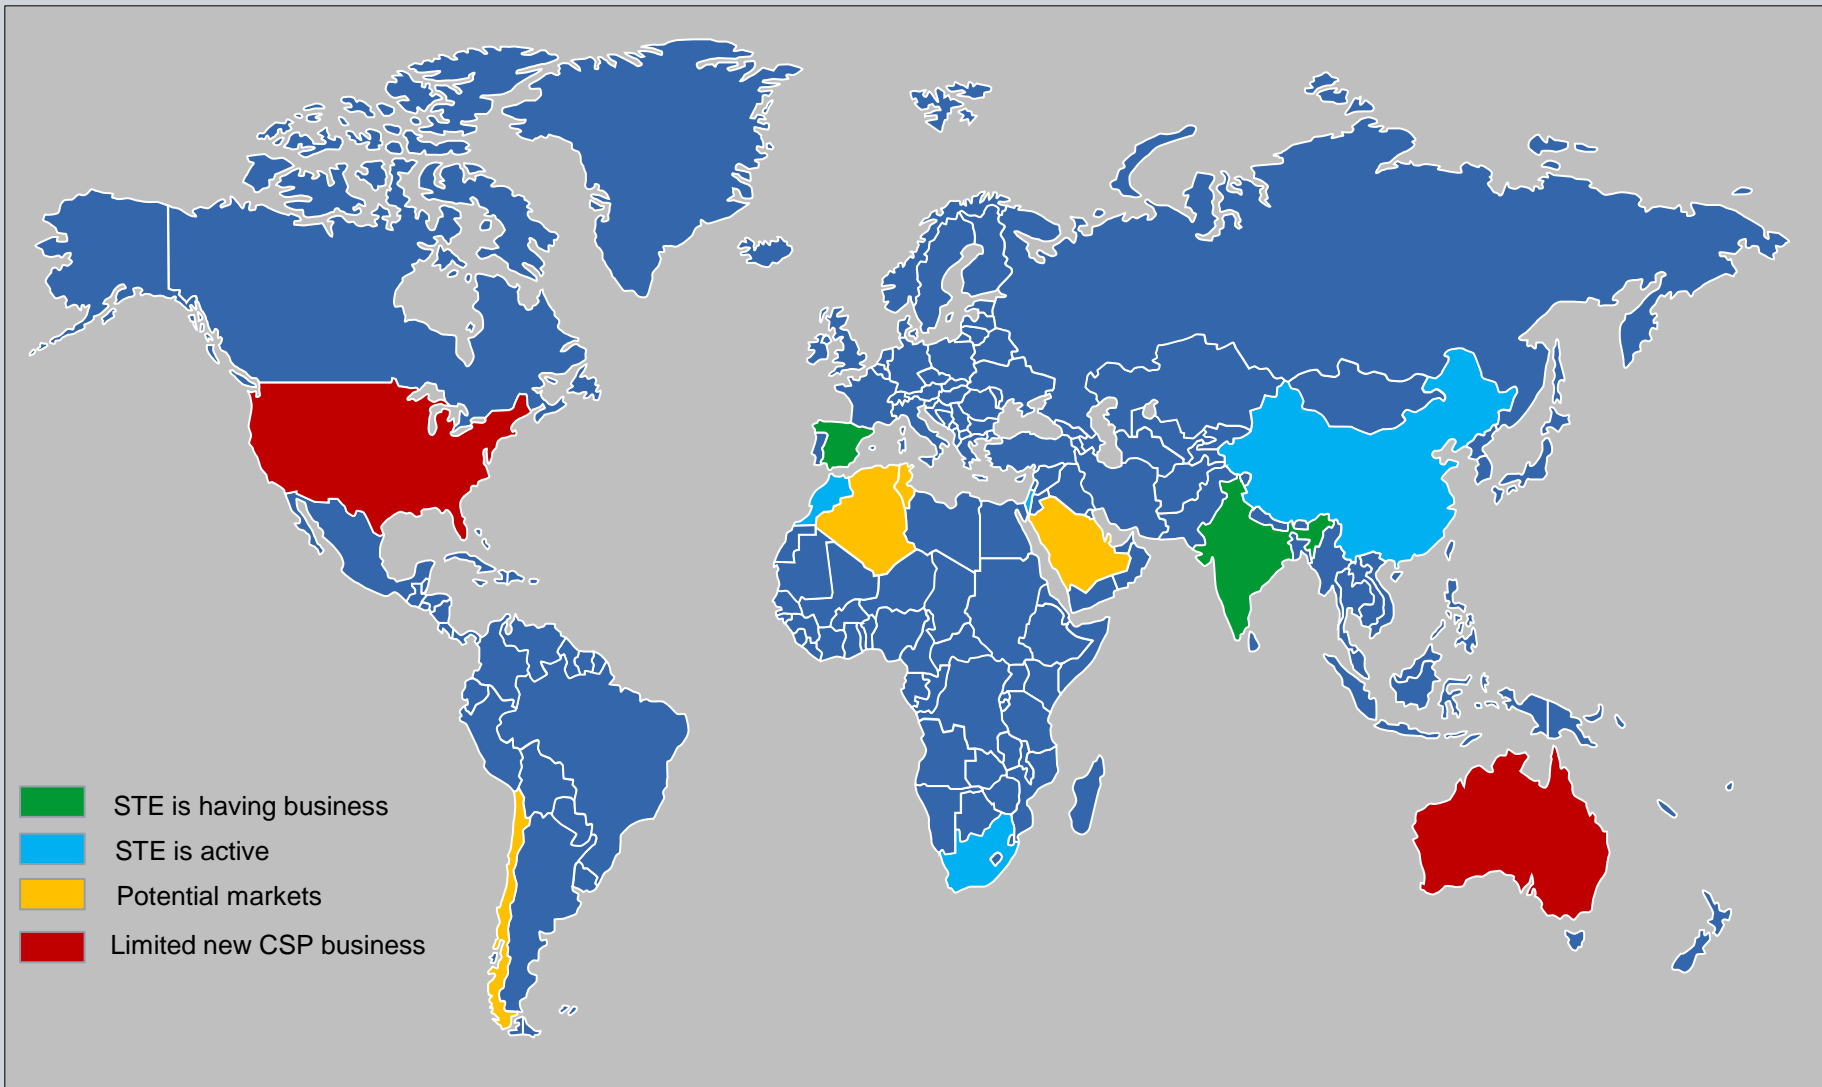 STE is having business
STE is active
Potential markets
Limited new CSP business